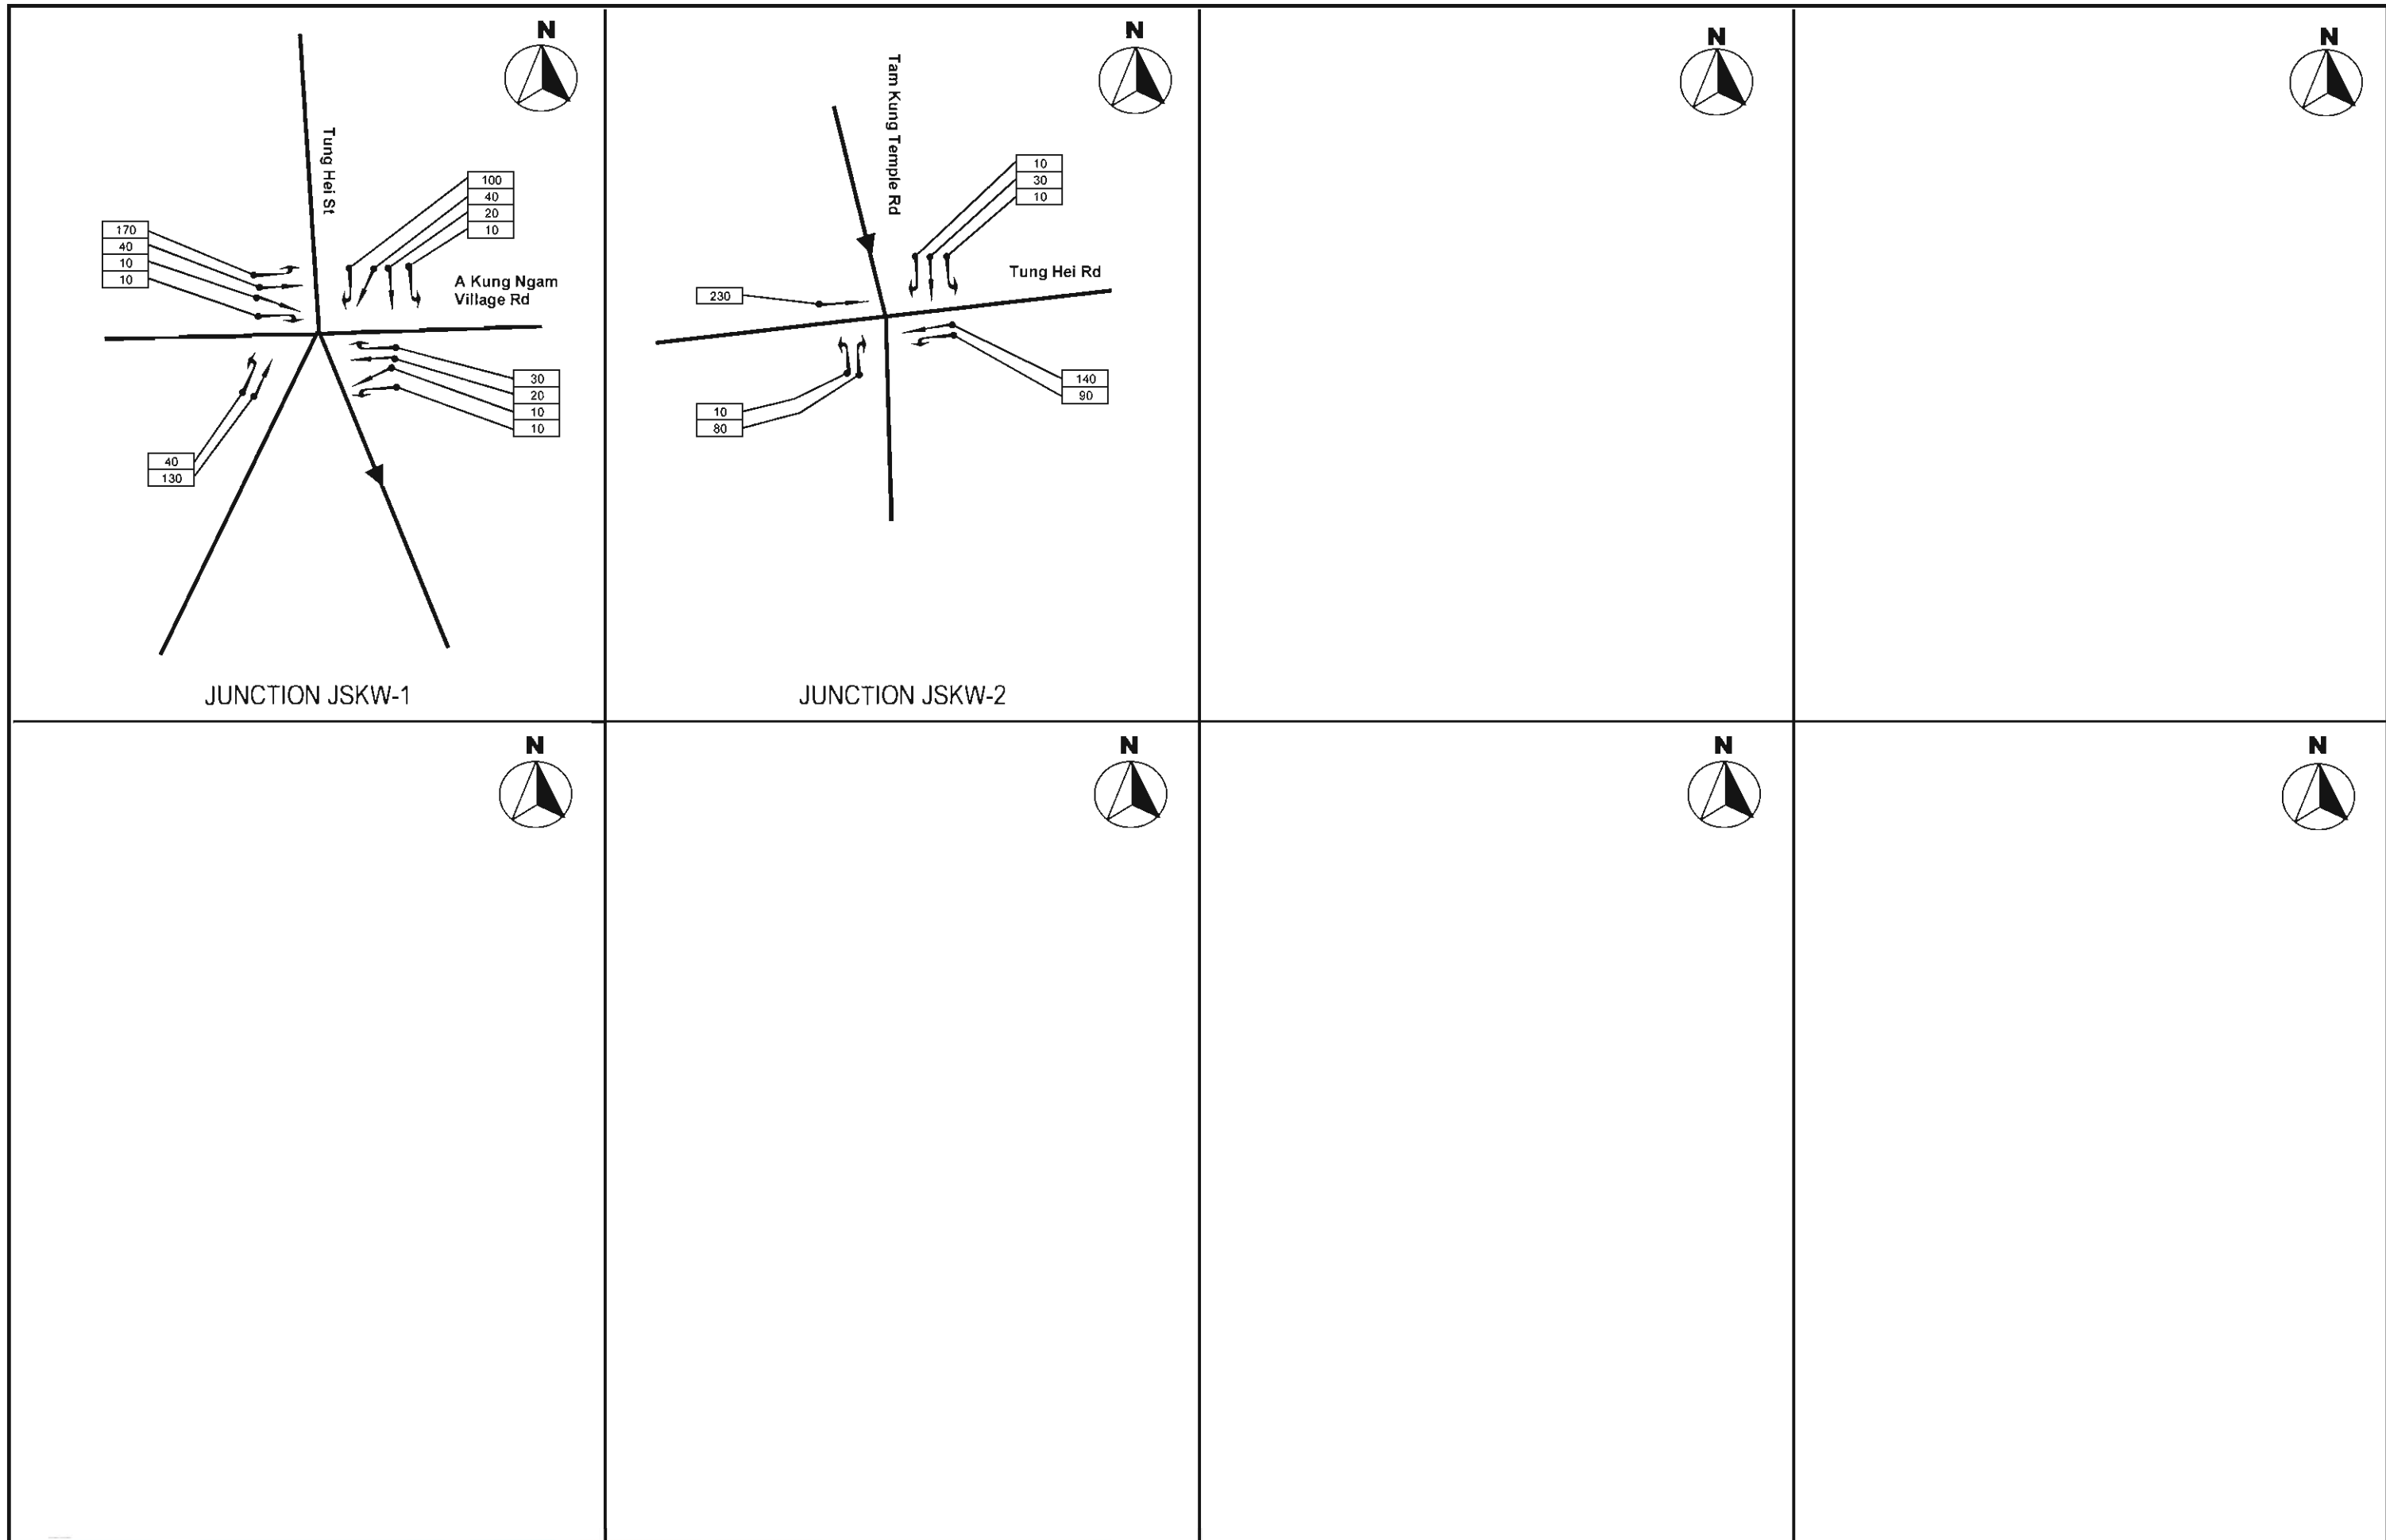 N
Tung Hei St
100
40
20
10
170
40
10
10
A Kung Ngam
Village Rd
30
20
10
10
40
130
JUNCTION JSKW-1
N
Tam Kung Temple Rd
10
30
10
Tung Hei Rd
230
140
90
10
80
JUNCTION JSKW-2
N
N
N
N
N
N